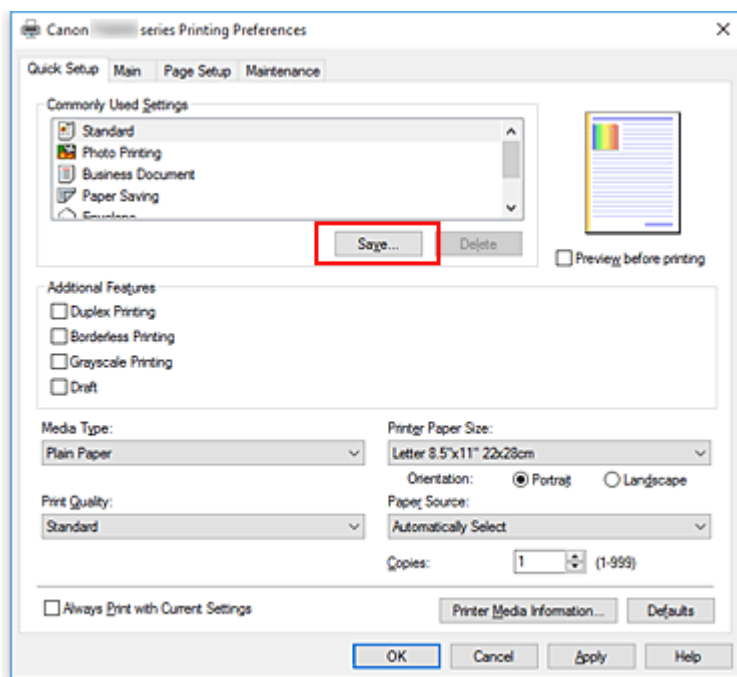 Canon series Printing Preferences
Quick Setup Main Page Setup Maintenance
Commonly Used Settings
Standard
Photo Printing
Business Document
Paper Saving
Envelope
Save... Delete
Preview before printing
Additional Features
Duplex Printing
Borderless Printing
Grayscale Printing
Draft
Media Type:
Plain Paper
Printer Paper Size:
Letter 8.5"x11" 22x28cm
Orientation: Portrait Landscape
Print Quality:
Standard
Paper Source:
Automatically Select
Copies: 1 (1-999)
Always Print with Current Settings
Printer Media Information... Defaults
OK Cancel Apply Help